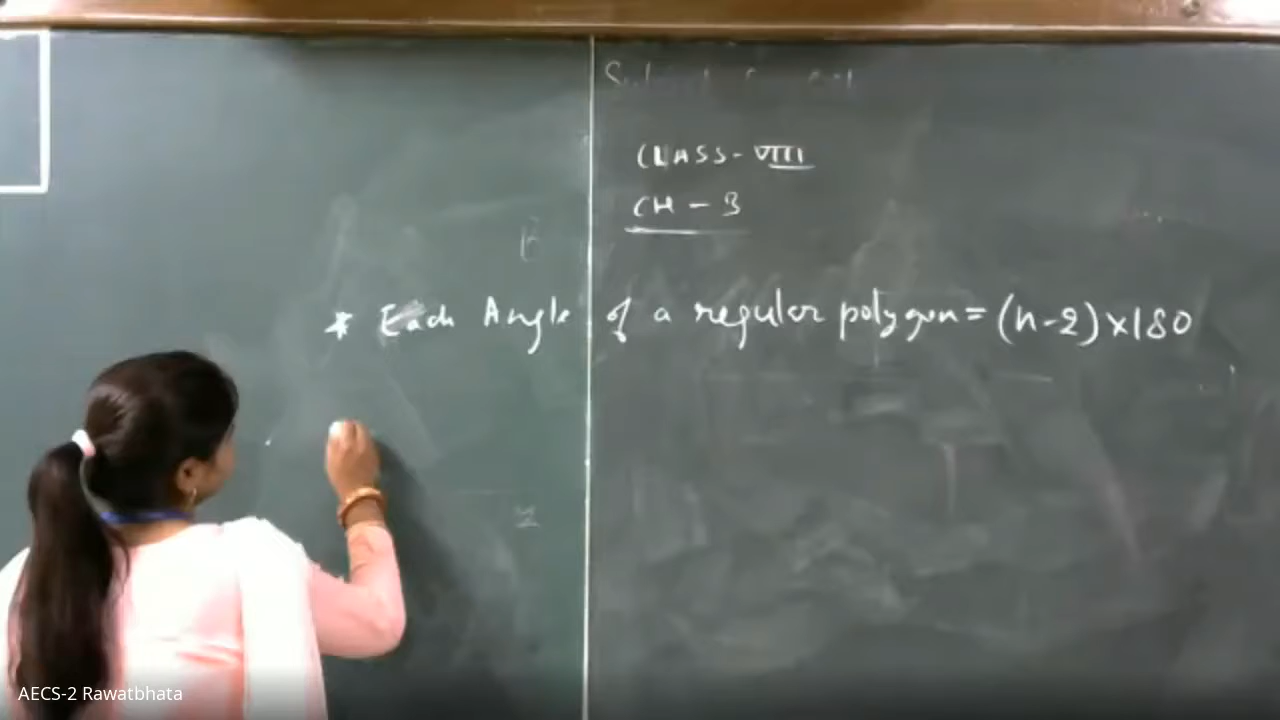 CLASS - VIII
CH - 3
* Each Angle of a regular polygon = (n-2)×180
AECS-2 Rawatbhata